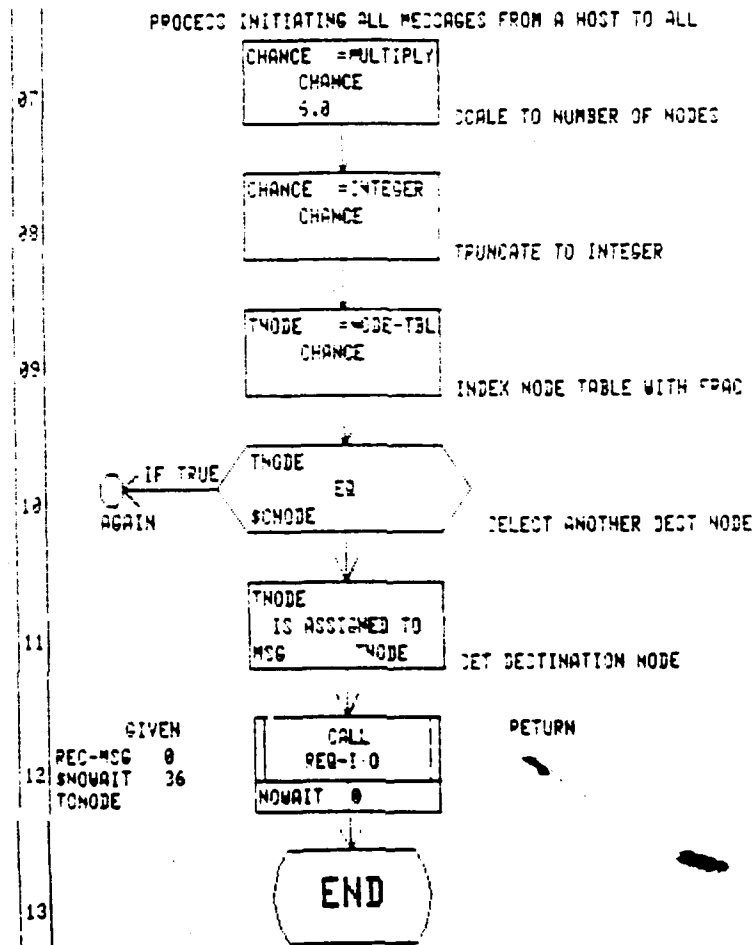 PROCESS INITIATING ALL MESSAGES FROM A HOST TO ALL
07
CHANCE =MULTIPLY
CHANCE
6.0
SCALE TO NUMBER OF NODES
08
CHANCE =INTEGER
CHANCE
TRUNCATE TO INTEGER
09
TNODE =NODE-TBL
CHANCE
INDEX NODE TABLE WITH FRAC
10
IF TRUE
AGAIN
TNODE
EQ
$CNODE
SELECT ANOTHER DEST NODE
11
TNODE
IS ASSIGNED TO
MSG TNODE
SET DESTINATION NODE
12
GIVEN
REC-MSG 0
$NOWAIT 36
TCNODE
CALL
REQ-I-O
NOWAIT 0
RETURN
13
END